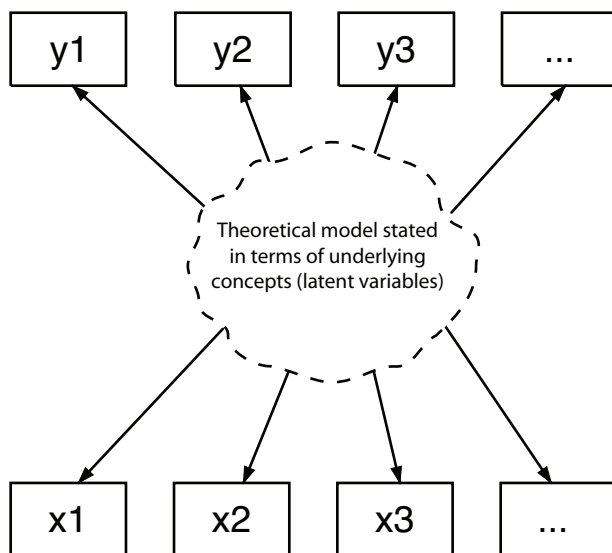 y1 y2 y3 ...
Theoretical model stated
in terms of underlying
concepts (latent variables)
x1 x2 x3 ...